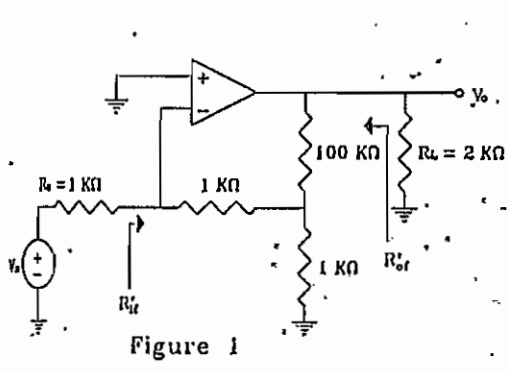 +
−
Vo
100 KΩ
RL = 2 KΩ
Rs = 1 KΩ
1 KΩ
+
−
Vs
1 KΩ
R'of
R'if
Figure 1